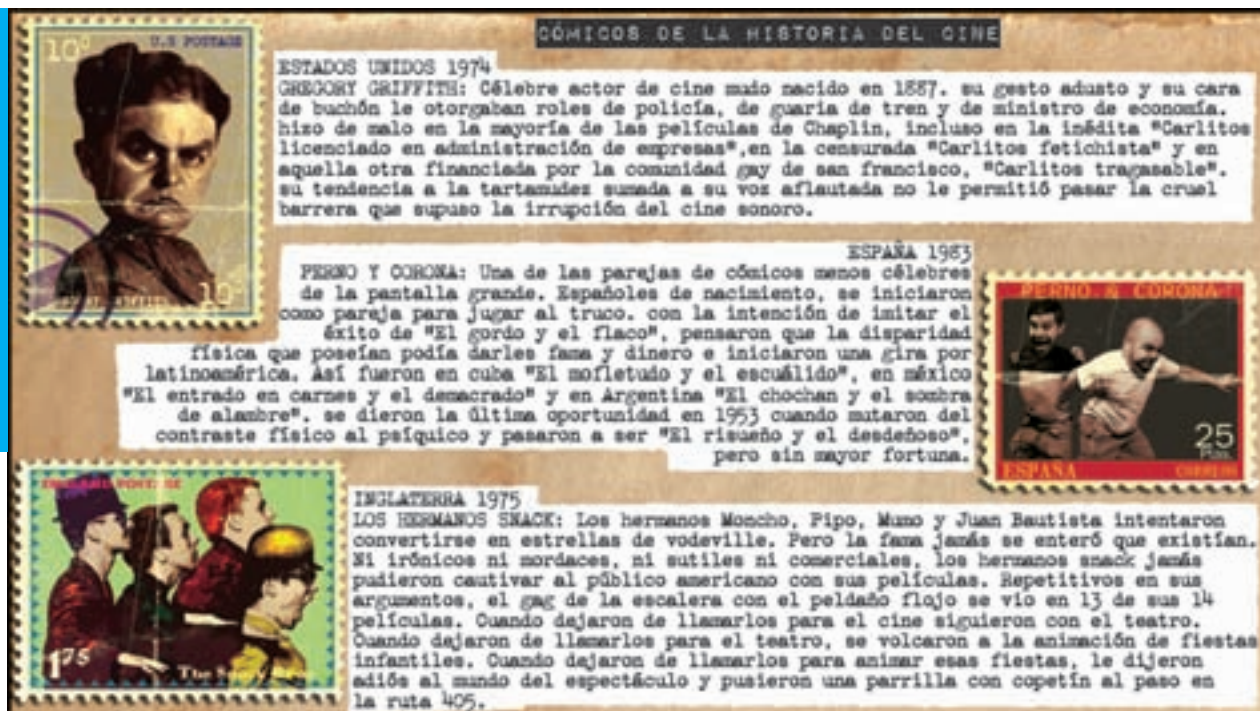 CÓMICOS DE LA HISTORIA DEL CINE
10c
U.S POSTAGE
10c
ESTADOS UNIDOS 1974
GREGORY GRIFFITH: Célebre actor de cine mudo nacido en 1887. su gesto adusto y su cara
de buchón le otorgaban roles de policía, de guaria de tren y de ministro de economía.
hizo de malo en la mayoría de las películas de Chaplin, incluso en la inédita "Carlitos
licenciado en administración de empresas",en la censurada "Carlitos fetichista" y en
aquella otra financiada por la comunidad gay de san francisco, "Carlitos tragasable".
su tendencia a la tartamudez sumada a su voz aflautada no le permitió pasar la cruel
barrera que supuso la irrupción del cine sonoro.
ESPAÑA 1983
PERNO Y CORONA: Una de las parejas de cómicos menos célebres
de la pantalla grande. Españoles de nacimiento, se iniciaron
como pareja para jugar al truco. con la intención de imitar el
éxito de "El gordo y el flaco", pensaron que la disparidad
física que poseían podía darles fama y dinero e iniciaron una gira por
latinoamérica. Así fueron en cuba "El mofletudo y el escuálido", en méxico
"El entrado en carnes y el demacrado" y en Argentina "El chochan y el sombra
de alambre". se dieron la última oportunidad en 1953 cuando mutaron del
contraste físico al psíquico y pasaron a ser "El risueño y el desdeñoso",
pero sin mayor fortuna.
PERNO & CORONA
25
Ptas.
ESPAÑA
CORREOS
ENGLAND POSTAGE
175
The
INGLATERRA 1975
LOS HERMANOS SNACK: Los hermanos Moncho, Pipo, Mumo y Juan Bautista intentaron
convertirse en estrellas de vodeville. Pero la fama jamás se enteró que existían.
Ni irónicos ni mordaces, ni sutiles ni comerciales, los hermanos snack jamás
pudieron cautivar al público americano con sus películas. Repetitivos en sus
argumentos, el gag de la escalera con el peldaño flojo se vio en 13 de sus 14
películas. Cuando dejaron de llamarlos para el cine siguieron con el teatro.
Cuando dejaron de llamarlos para el teatro, se volcaron a la animación de fiestas
infantiles. Cuando dejaron de llamarlos para animar esas fiestas, le dijeron
adiós al mundo del espectáculo y pusieron una parrilla con copetín al paso en
la ruta 405.